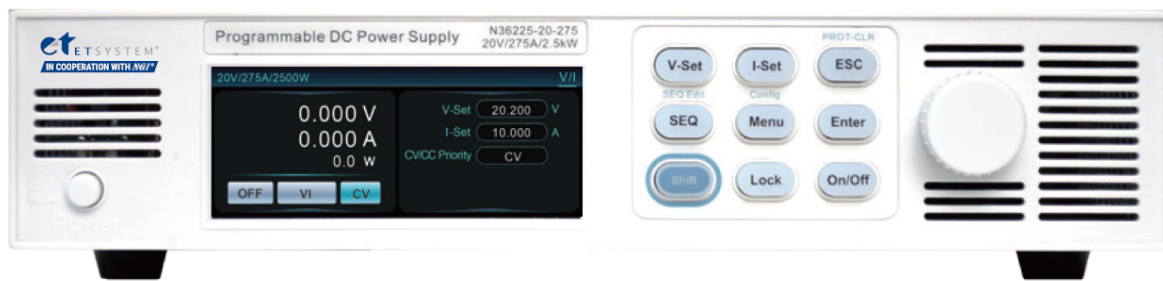 et ETSYSTEM®
IN COOPERATION WITH NGI®
Programmable DC Power Supply
N36225-20-275
20V/275A/2.5kW
20V/275A/2500W
V/I
0.000 V
0.000 A
0.0 W
OFF VI CV
V-Set 20.200 V
I-Set 10.000 A
CV/CC Priority CV
Power
PROT-CLR
V-Set I-Set ESC
SEQ Edit Config
SEQ Menu Enter
Shift Lock On/Off